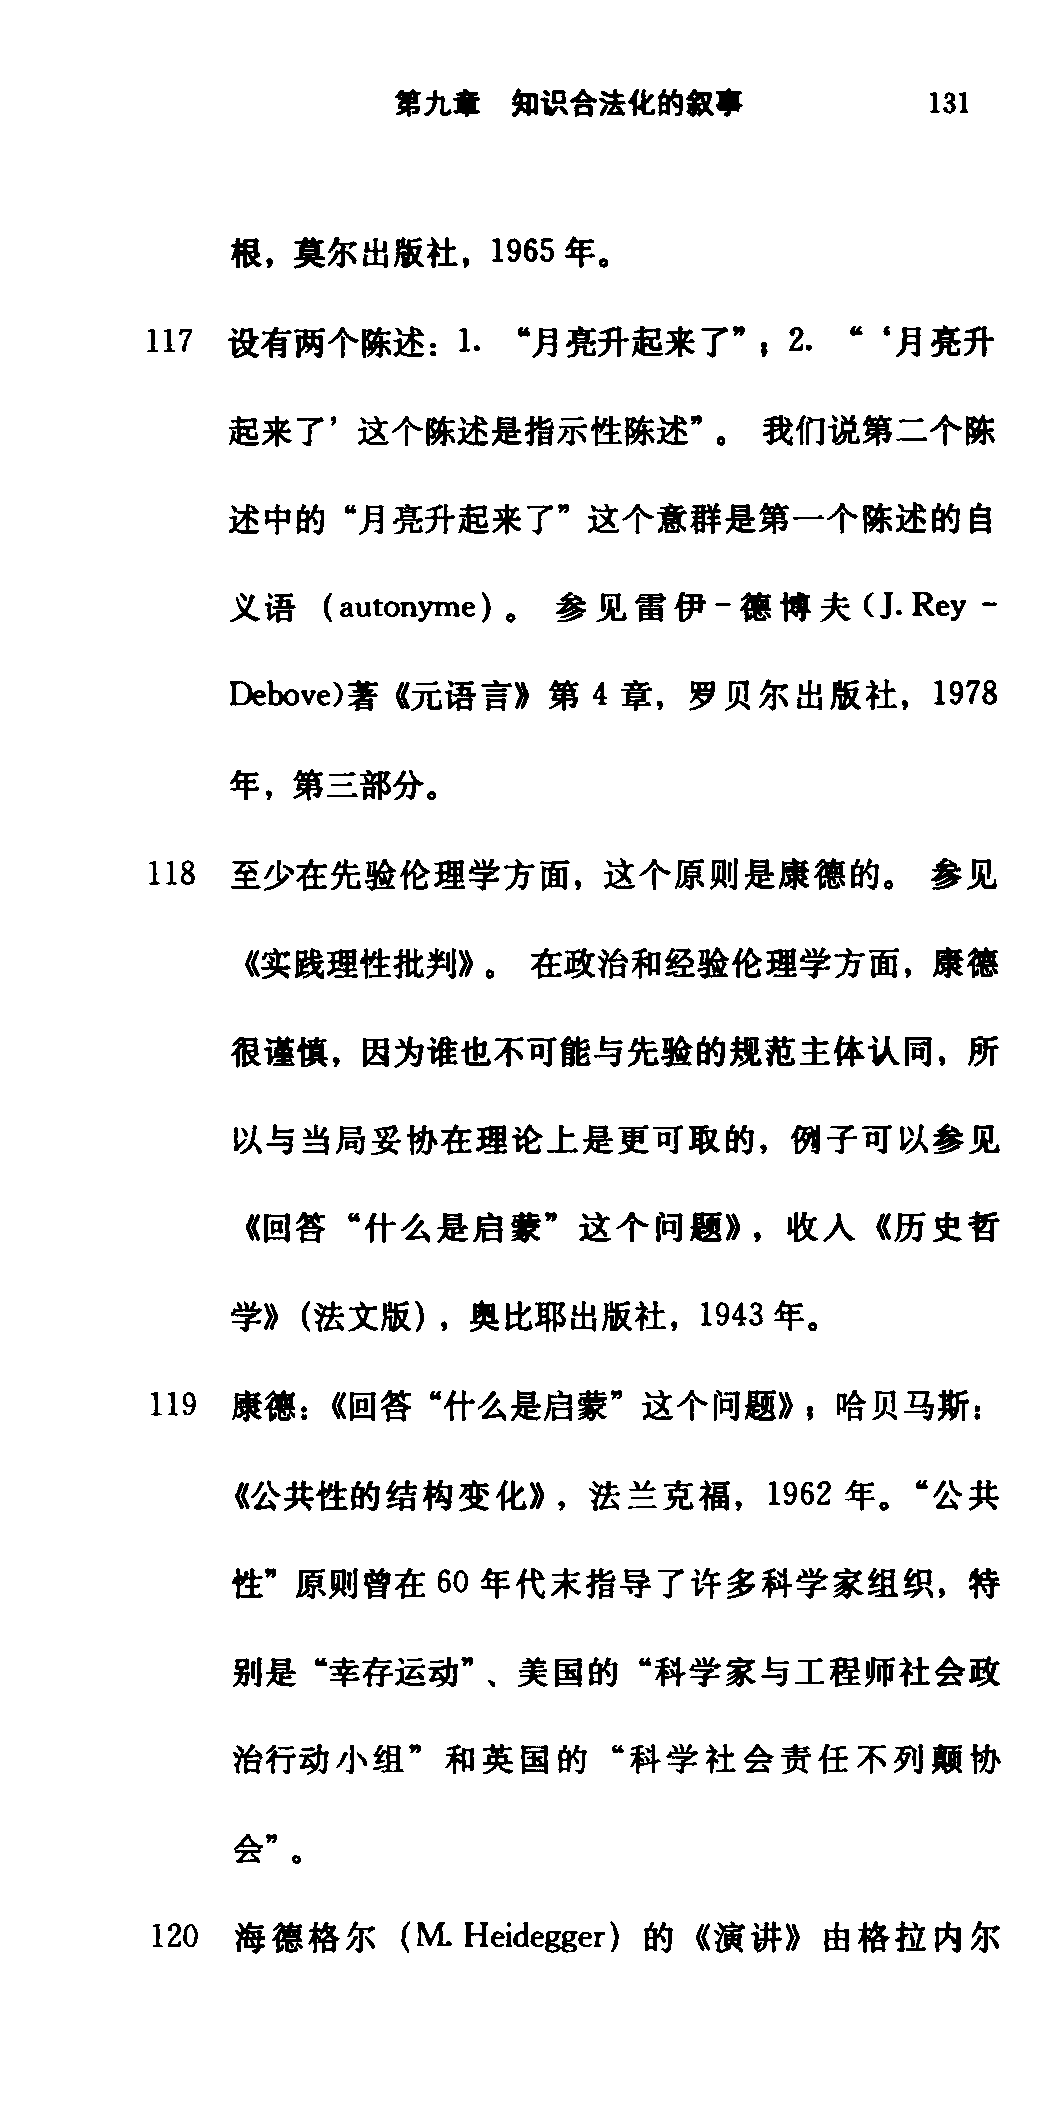 第九章 知识合法化的叙事 131
根，莫尔出版社，1965年。
117 设有两个陈述：1. “月亮升起来了”；2. “‘月亮升
起来了’这个陈述是指示性陈述”。 我们说第二个陈
述中的“月亮升起来了”这个意群是第一个陈述的自
义语（autonyme）。 参见雷伊-德博夫（J. Rey -
Debove）著《元语言》第4章，罗贝尔出版社，1978
年，第三部分。
118 至少在先验伦理学方面，这个原则是康德的。 参见
《实践理性批判》。 在政治和经验伦理学方面，康德
很谨慎，因为谁也不可能与先验的规范主体认同，所
以与当局妥协在理论上是更可取的，例子可以参见
《回答“什么是启蒙”这个问题》，收入《历史哲
学》（法文版），奥比耶出版社，1943年。
119 康德：《回答“什么是启蒙”这个问题》；哈贝马斯：
《公共性的结构变化》，法兰克福，1962年。“公共
性”原则曾在60年代末指导了许多科学家组织，特
别是“幸存运动”、美国的“科学家与工程师社会政
治行动小组”和英国的“科学社会责任不列颠协
会”。
120 海德格尔（M. Heidegger）的《演讲》由格拉内尔